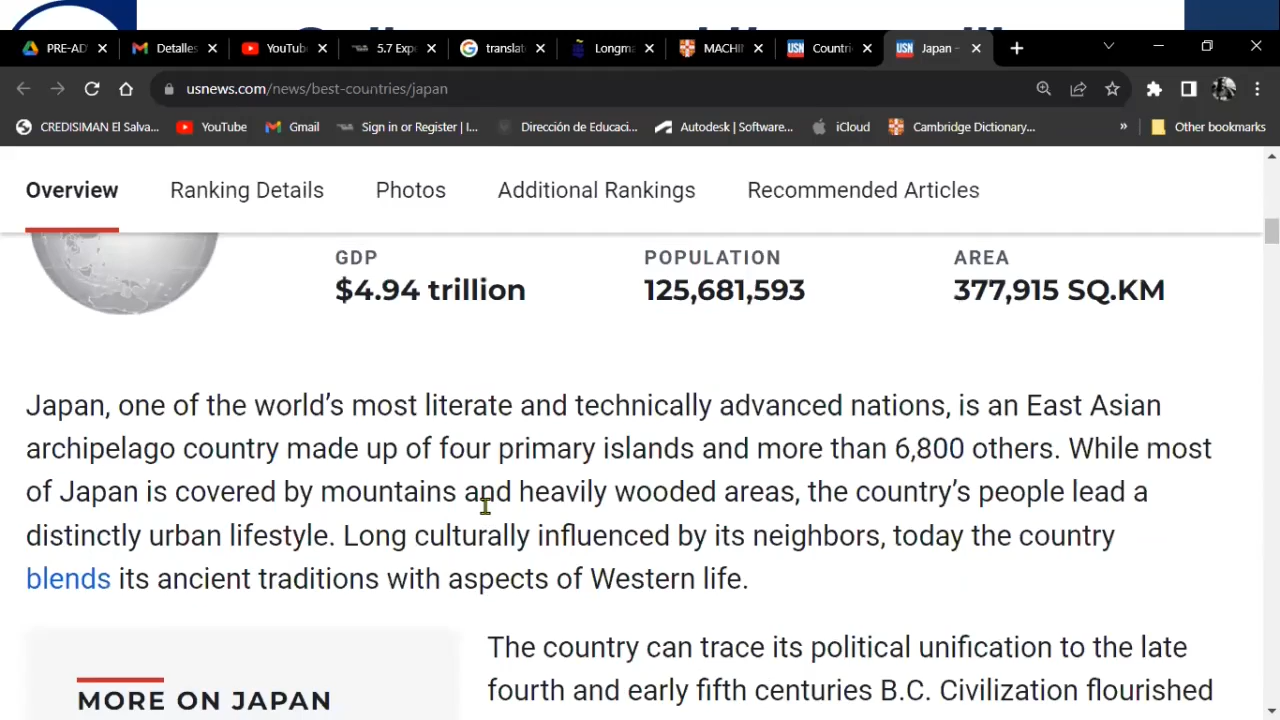 PRE-AD
Detalles
YouTub
5.7 Exp
translat
Longm
MACHI
USN Countri
USN Japan -
usnews.com/news/best-countries/japan
CREDISIMAN El Salva...
YouTube
Gmail
Sign in or Register | I...
Dirección de Educaci...
Autodesk | Software...
iCloud
Cambridge Dictionary...
»
Other bookmarks
Overview
Ranking Details
Photos
Additional Rankings
Recommended Articles
GDP
POPULATION
AREA
$4.94 trillion
125,681,593
377,915 SQ.KM
Japan, one of the world’s most literate and technically advanced nations, is an East Asian
archipelago country made up of four primary islands and more than 6,800 others. While most
of Japan is covered by mountains and heavily wooded areas, the country’s people lead a
distinctly urban lifestyle. Long culturally influenced by its neighbors, today the country
blends its ancient traditions with aspects of Western life.
The country can trace its political unification to the late
fourth and early fifth centuries B.C. Civilization flourished
MORE ON JAPAN